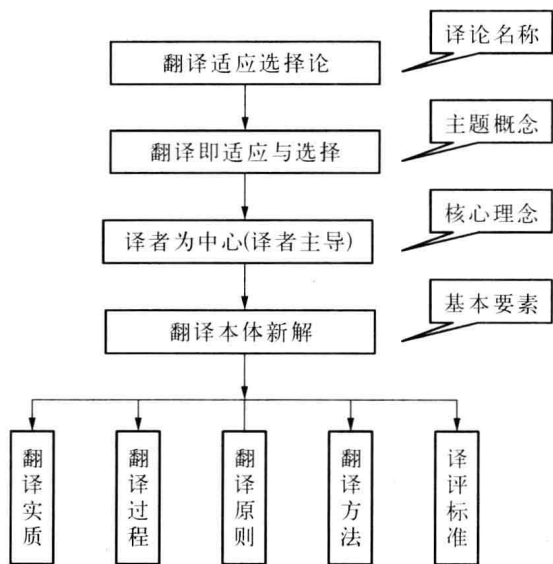 译论名称
翻译适应选择论
主题概念
翻译即适应与选择
核心理念
译者为中心(译者主导)
基本要素
翻译本体新解
翻译实质
翻译过程
翻译原则
翻译方法
译评标准